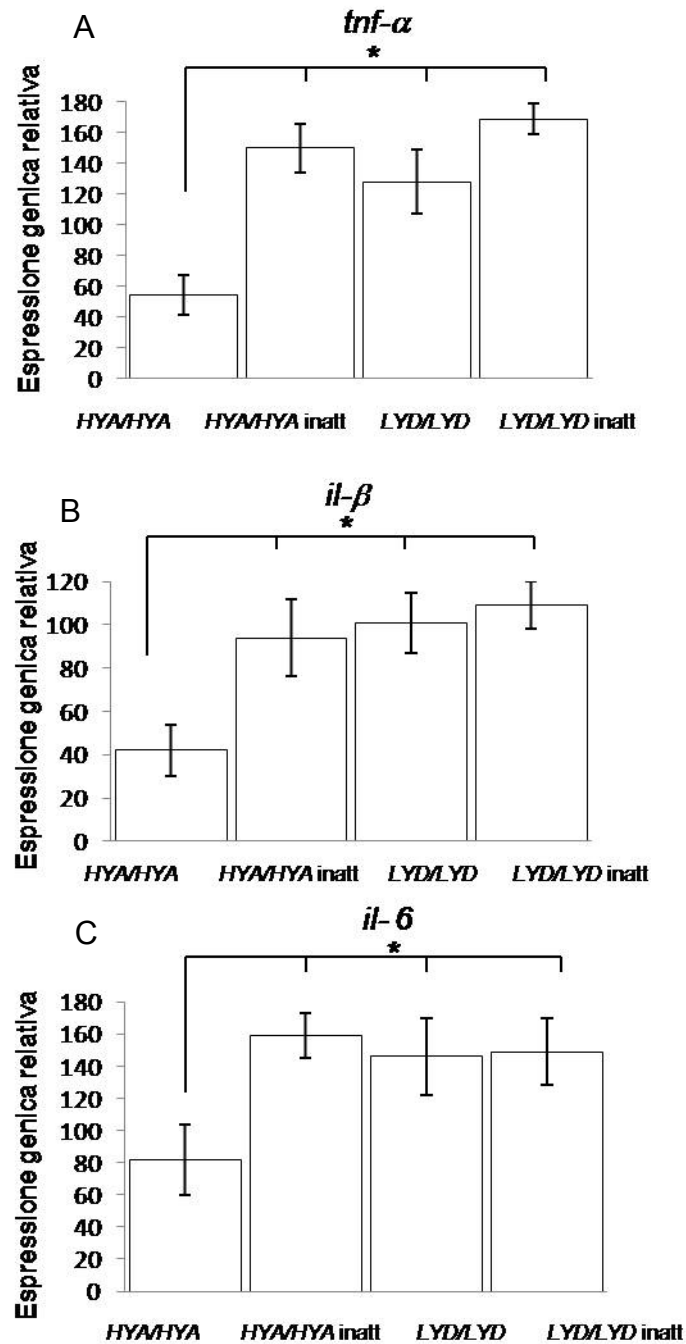 A
tnf-α
*
Espressione genica relativa
180
160
140
120
100
80
60
40
20
0
HYA/HYA HYA/HYA inatt LYD/LYD LYD/LYD inatt
B
il-β
*
Espressione genica relativa
120
100
80
60
40
20
0
HYA/HYA HYA/HYA inatt LYD/LYD LYD/LYD inatt
C
il-6
*
Espressione genica relativa
180
160
140
120
100
80
60
40
20
0
HYA/HYA HYA/HYA inatt LYD/LYD LYD/LYD inatt